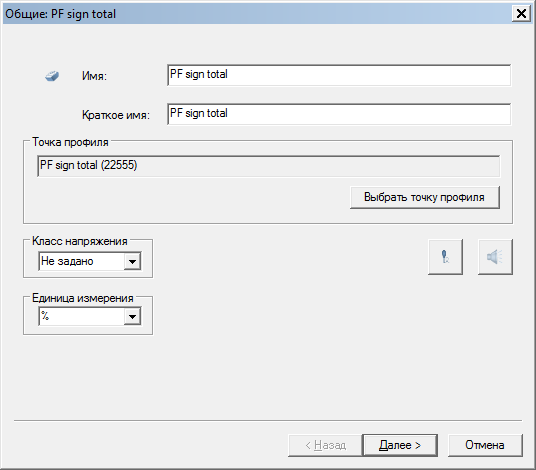 Общие: PF sign total
Имя:
PF sign total
Краткое имя:
PF sign total
Точка профиля
PF sign total (22555)
Выбрать точку профиля
Класс напряжения
Не задано
Единица измерения
%
< Назад
Далее >
Отмена